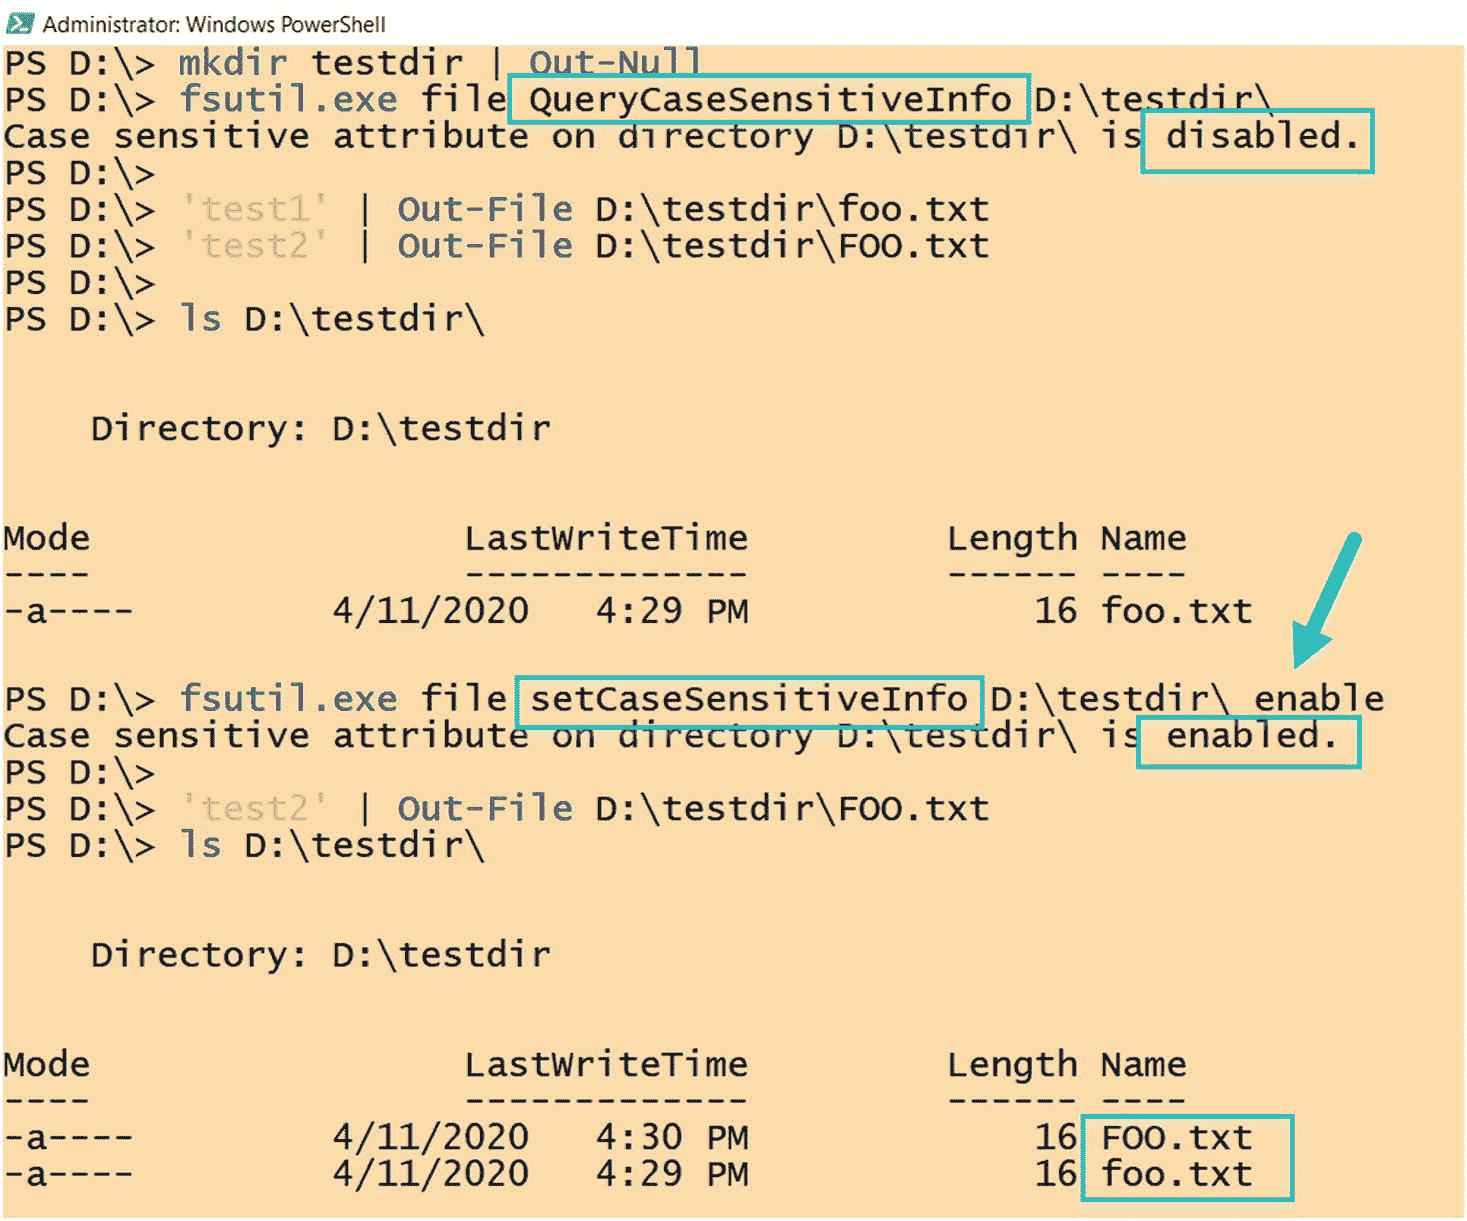 Administrator: Windows PowerShell
PS D:\> mkdir testdir | Out-Null
PS D:\> fsutil.exe file QueryCaseSensitiveInfo D:\testdir\
Case sensitive attribute on directory D:\testdir\ is disabled.
PS D:\>
PS D:\> 'test1' | Out-File D:\testdir\foo.txt
PS D:\> 'test2' | Out-File D:\testdir\FOO.txt
PS D:\>
PS D:\> ls D:\testdir\
Directory: D:\testdir
Mode LastWriteTime Length Name
---- ------------- ------ ----
-a---- 4/11/2020 4:29 PM 16 foo.txt
PS D:\> fsutil.exe file setCaseSensitiveInfo D:\testdir\ enable
Case sensitive attribute on directory D:\testdir\ is enabled.
PS D:\>
PS D:\> 'test2' | Out-File D:\testdir\FOO.txt
PS D:\> ls D:\testdir\
Directory: D:\testdir
Mode LastWriteTime Length Name
---- ------------- ------ ----
-a---- 4/11/2020 4:30 PM 16 FOO.txt
-a---- 4/11/2020 4:29 PM 16 foo.txt